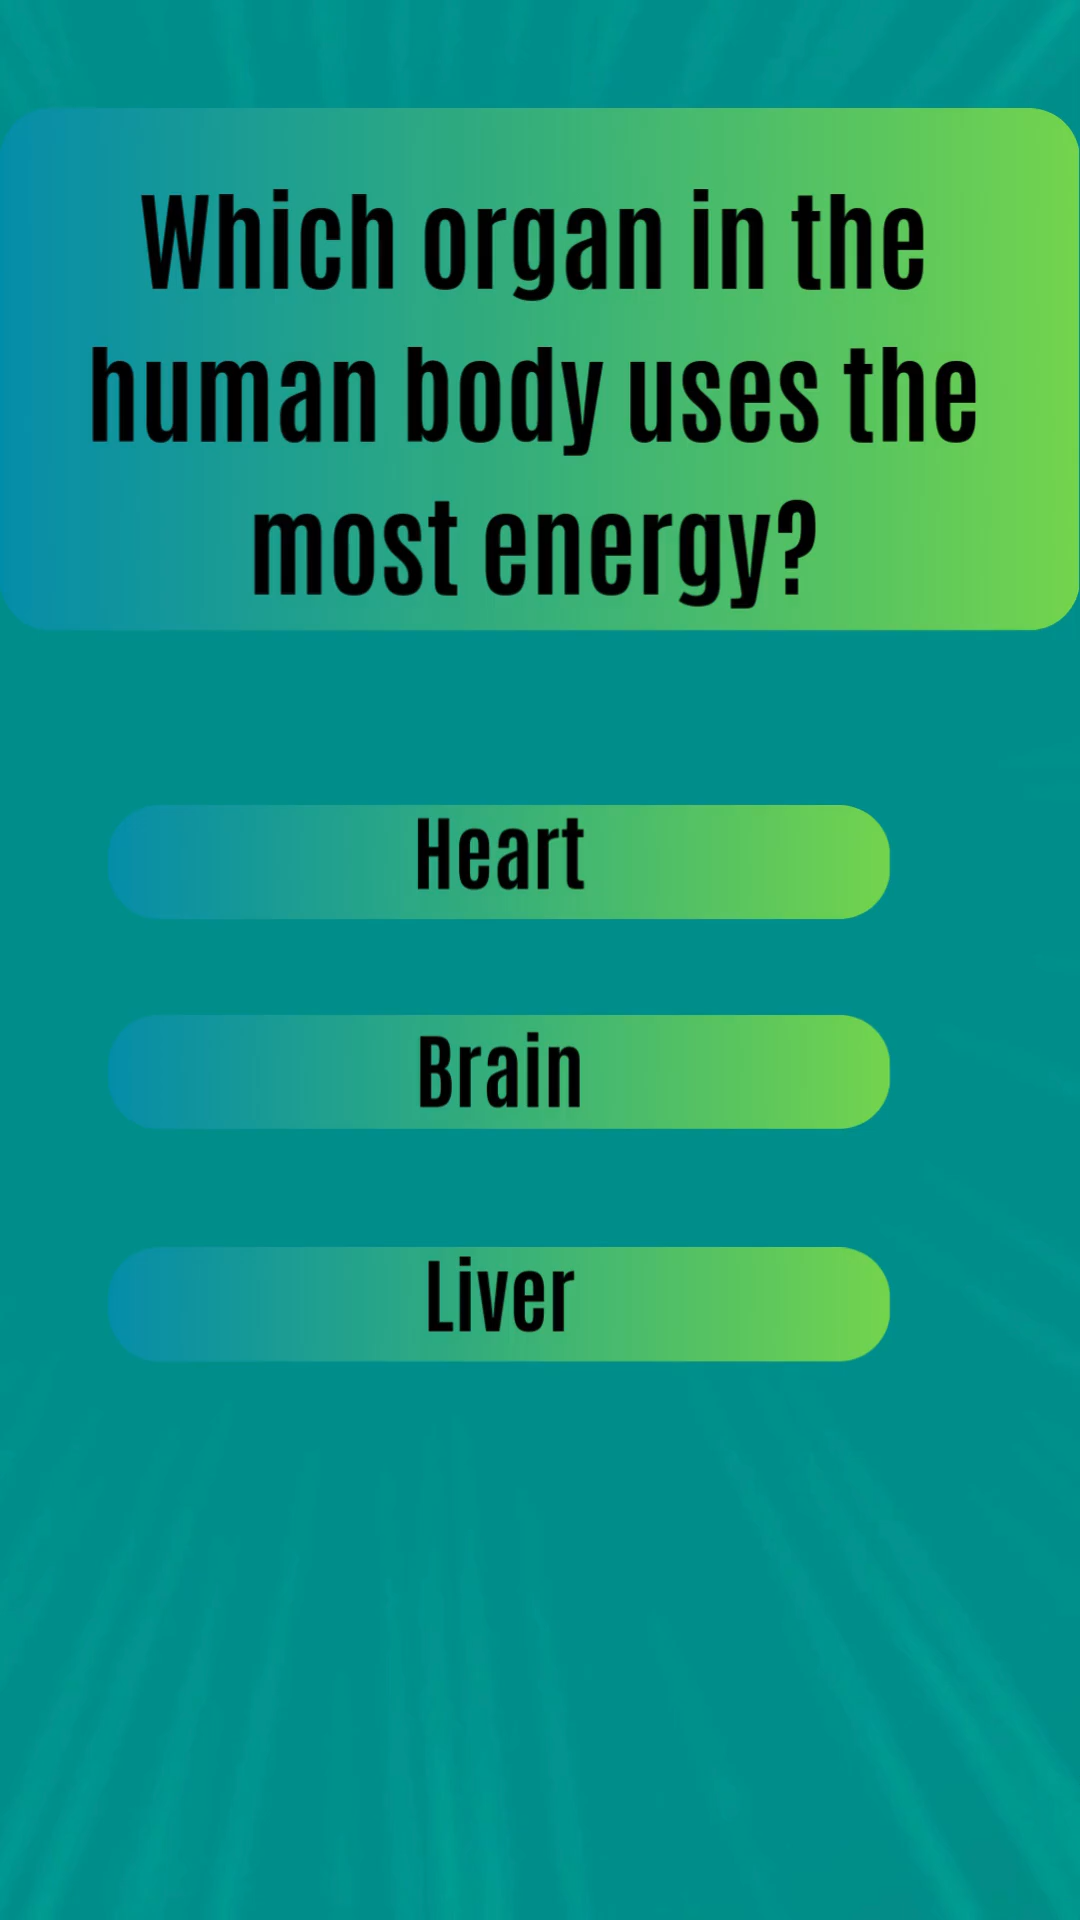 Which organ in the
human body uses the
most energy?
Heart
Brain
Liver